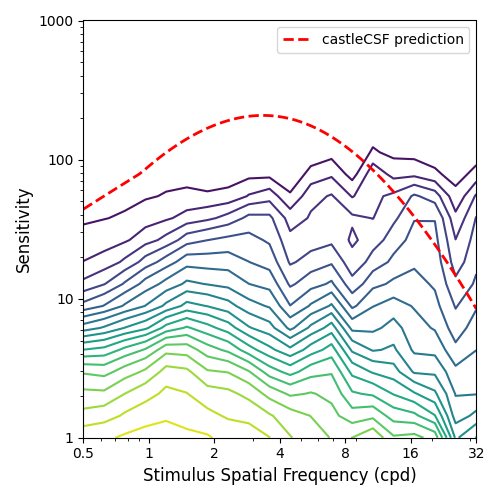 1000
castleCSF prediction
100
Sensitivity
10
1
0.5 1 2 4 8 16 32
Stimulus Spatial Frequency (cpd)